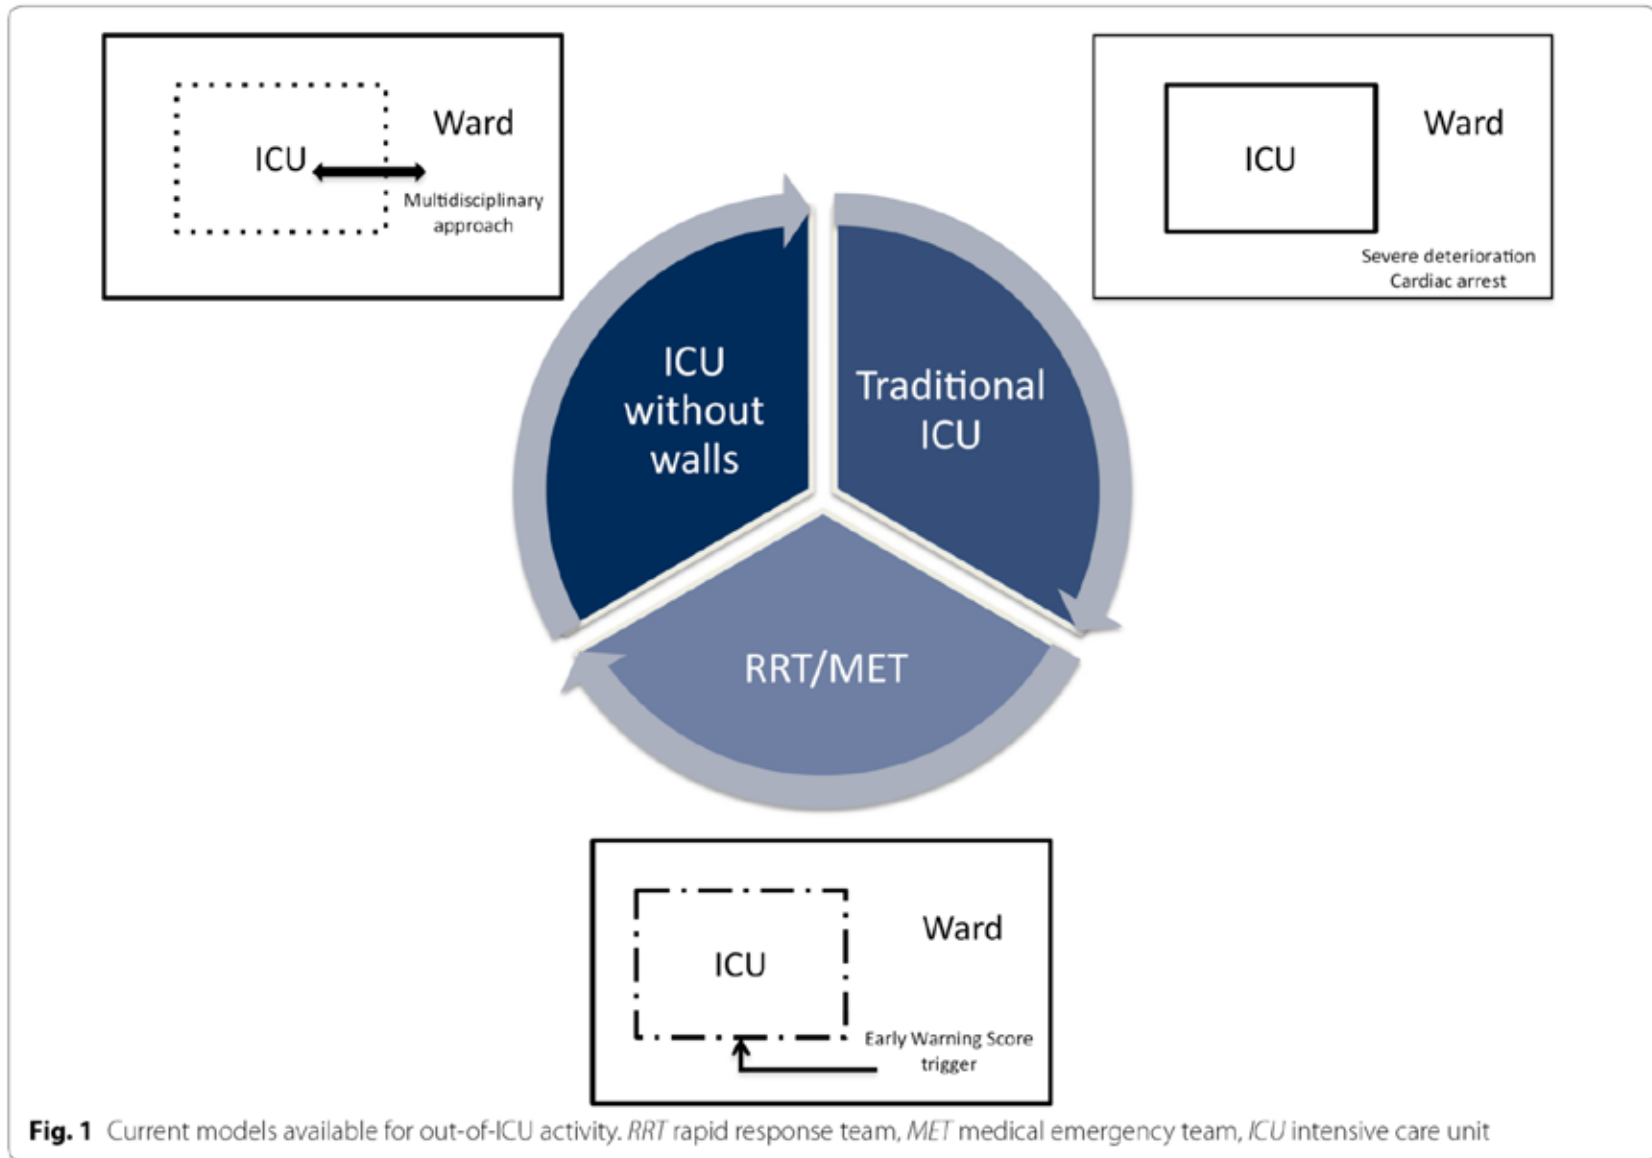 ICU
Ward
Multidisciplinary
approach
ICU
Ward
Severe deterioration
Cardiac arrest
ICU
without
walls
Traditional
ICU
RRT/MET
ICU
Ward
Early Warning Score
trigger
Fig. 1 Current models available for out-of-ICU activity. RRT rapid response team, MET medical emergency team, ICU intensive care unit